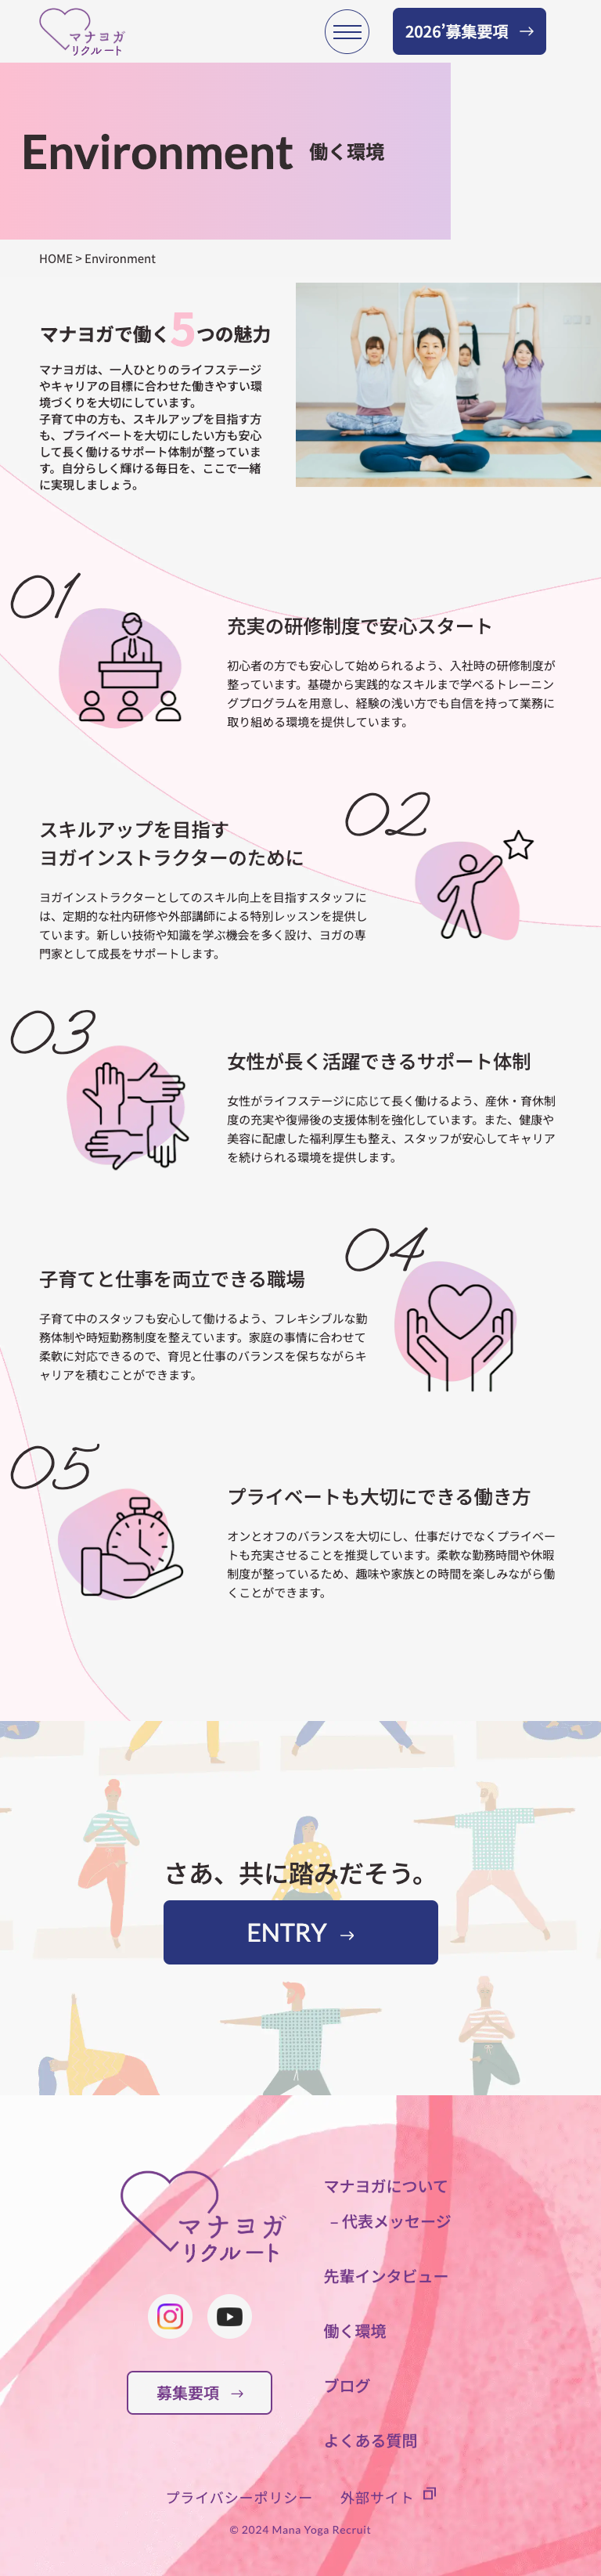 マナヨガ
リクルート
2026’募集要項 →
Environment 働く環境
HOME > Environment
マナヨガで働く5つの魅力
マナヨガは、一人ひとりのライフステージ
やキャリアの目標に合わせた働きやすい環
境づくりを大切にしています。
子育て中の方も、スキルアップを目指す方
も、プライベートを大切にしたい方も安心
して長く働けるサポート体制が整っていま
す。自分らしく輝ける毎日を、ここで一緒
に実現しましょう。
01
充実の研修制度で安心スタート
初心者の方でも安心して始められるよう、入社時の研修制度が
整っています。基礎から実践的なスキルまで学べるトレーニン
グプログラムを用意し、経験の浅い方でも自信を持って業務に
取り組める環境を提供しています。
02
スキルアップを目指す
ヨガインストラクターのために
ヨガインストラクターとしてのスキル向上を目指すスタッフに
は、定期的な社内研修や外部講師による特別レッスンを提供し
ています。新しい技術や知識を学ぶ機会を多く設け、ヨガの専
門家として成長をサポートします。
03
女性が長く活躍できるサポート体制
女性がライフステージに応じて長く働けるよう、産休・育休制
度の充実や復帰後の支援体制を強化しています。また、健康や
美容に配慮した福利厚生も整え、スタッフが安心してキャリア
を続けられる環境を提供します。
04
子育てと仕事を両立できる職場
子育て中のスタッフも安心して働けるよう、フレキシブルな勤
務体制や時短勤務制度を整えています。家庭の事情に合わせて
柔軟に対応できるので、育児と仕事のバランスを保ちながらキ
ャリアを積むことができます。
05
プライベートも大切にできる働き方
オンとオフのバランスを大切にし、仕事だけでなくプライベー
トも充実させることを推奨しています。柔軟な勤務時間や休暇
制度が整っているため、趣味や家族との時間を楽しみながら働
くことができます。
さあ、共に踏みだそう。
ENTRY →
マナヨガ
リクルート
募集要項 →
マナヨガについて
– 代表メッセージ
先輩インタビュー
働く環境
ブログ
よくある質問
プライバシーポリシー 外部サイト
© 2024 Mana Yoga Recruit